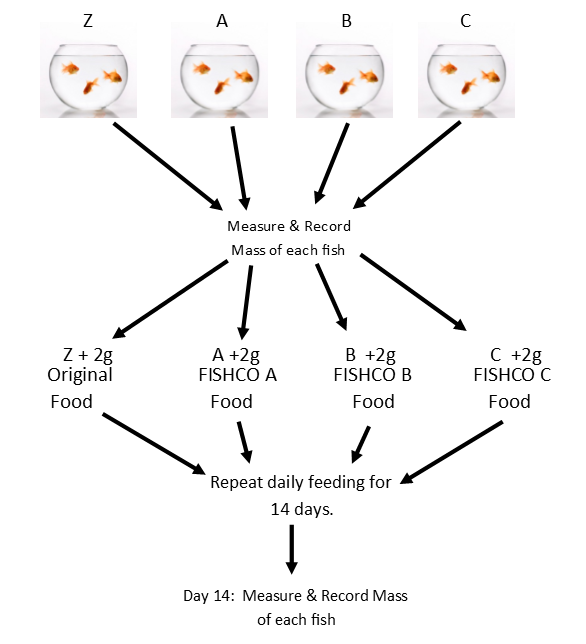 Z A B C
Measure & Record
Mass of each fish
Z + 2g
Original
Food
A +2g
FISHCO A
Food
B +2g
FISHCO B
Food
C +2g
FISHCO C
Food
Repeat daily feeding for
14 days.
Day 14: Measure & Record Mass
of each fish